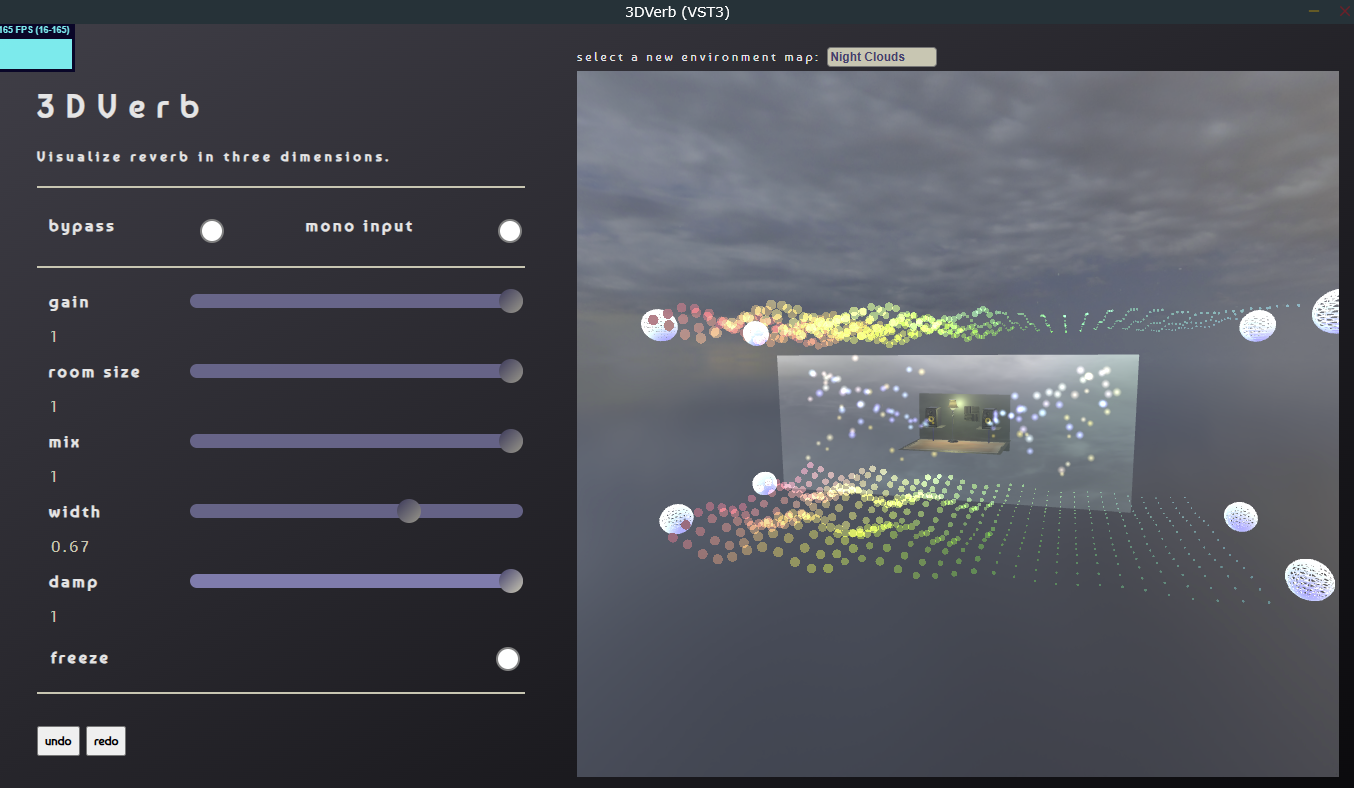 3DVerb (VST3)
165 FPS (16-165)
select a new environment map: Night Clouds
3DVerb
Visualize reverb in three dimensions.
bypass mono input
gain
1
room size
1
mix
1
width
0.67
damp
1
freeze
undo redo